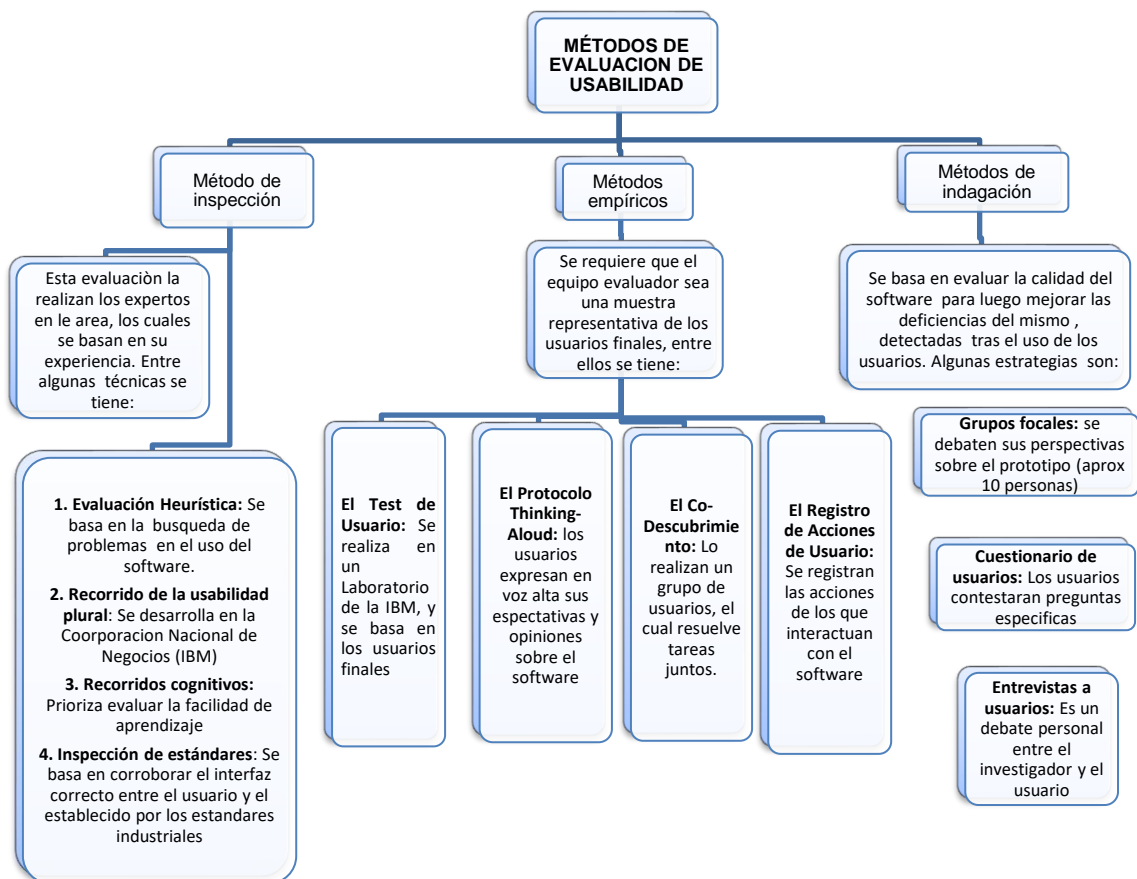 MÉTODOS DE
EVALUACION DE
USABILIDAD
Método de
inspección
Métodos
empíricos
Métodos de
indagación
Esta evaluaciòn la
realizan los expertos
en le area, los cuales
se basan en su
experiencia. Entre
algunas técnicas se
tiene:
Se requiere que el
equipo evaluador sea
una muestra
representativa de los
usuarios finales, entre
ellos se tiene:
Se basa en evaluar la calidad del
software para luego mejorar las
deficiencias del mismo ,
detectadas tras el uso de los
usuarios. Algunas estrategias son:
1. Evaluación Heurística: Se
basa en la busqueda de
problemas en el uso del
software.
2. Recorrido de la usabilidad
plural: Se desarrolla en la
Coorporacion Nacional de
Negocios (IBM)
3. Recorridos cognitivos:
Prioriza evaluar la facilidad de
aprendizaje
4. Inspección de estándares: Se
basa en corroborar el interfaz
correcto entre el usuario y el
establecido por los estandares
industriales
El Test de
Usuario: Se
realiza en
un
Laboratorio
de la IBM, y
se basa en
los usuarios
finales
El Protocolo
Thinking-
Aloud: los
usuarios
expresan en
voz alta sus
espectativas y
opiniones
sobre el
software
El Co-
Descubrimie
nto: Lo
realizan un
grupo de
usuarios, el
cual resuelve
tareas
juntos.
El Registro
de Acciones
de Usuario:
Se registran
las acciones
de los que
interactuan
con el
software
Grupos focales: se
debaten sus perspectivas
sobre el prototipo (aprox
10 personas)
Cuestionario de
usuarios: Los usuarios
contestaran preguntas
especificas
Entrevistas a
usuarios: Es un
debate personal
entre el
investigador y el
usuario